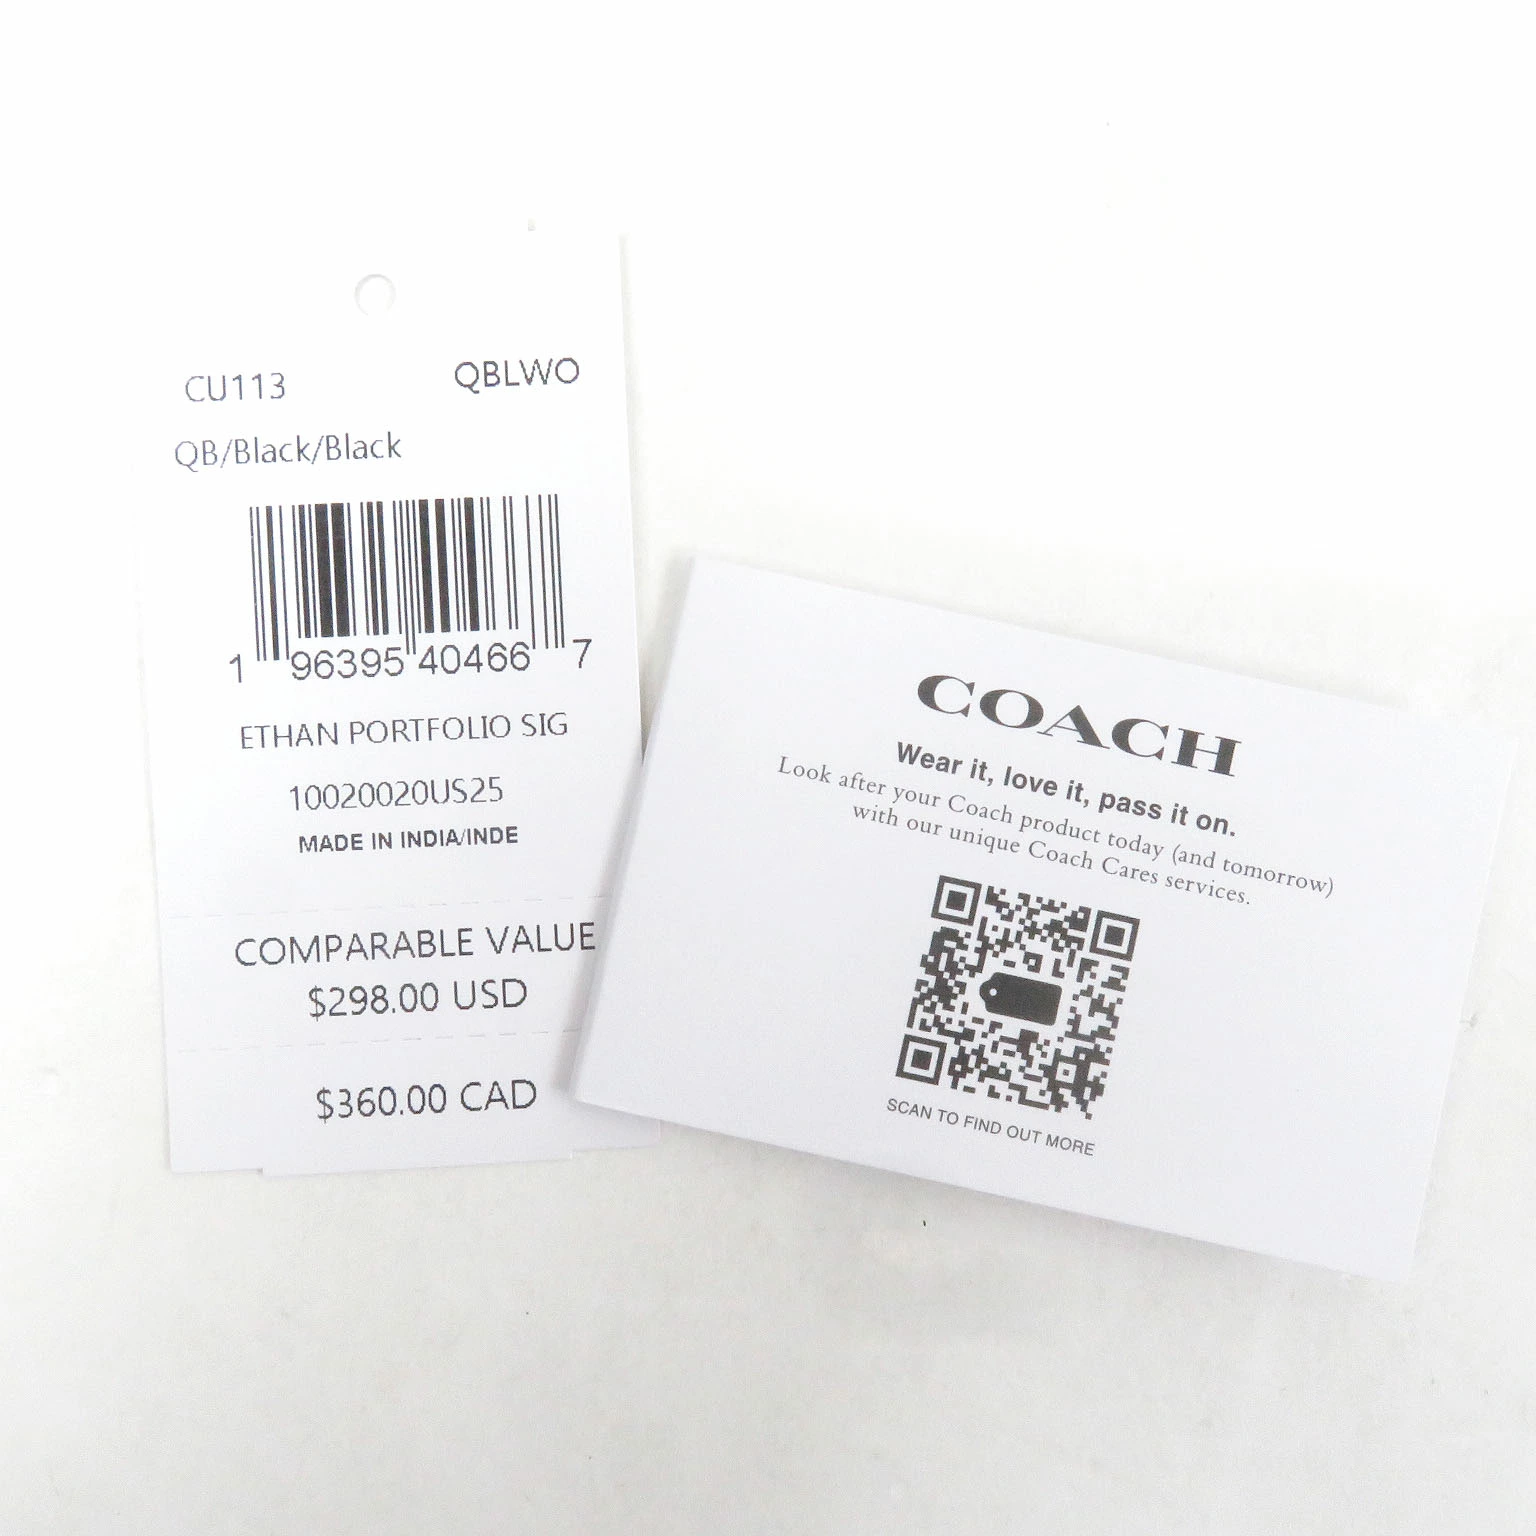 CU113 QBLWO
QB/Black/Black
1 96395 40466 7
ETHAN PORTFOLIO SIG
10020020US25
MADE IN INDIA/INDE
COMPARABLE VALUE
$298.00 USD
$360.00 CAD
COACH
Wear it, love it, pass it on.
Look after your Coach product today (and tomorrow)
with our unique Coach Cares services.
SCAN TO FIND OUT MORE